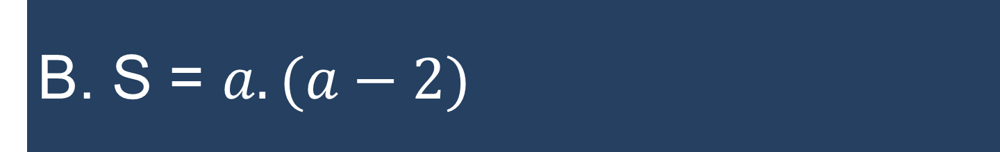 B. S = a.(a − 2)